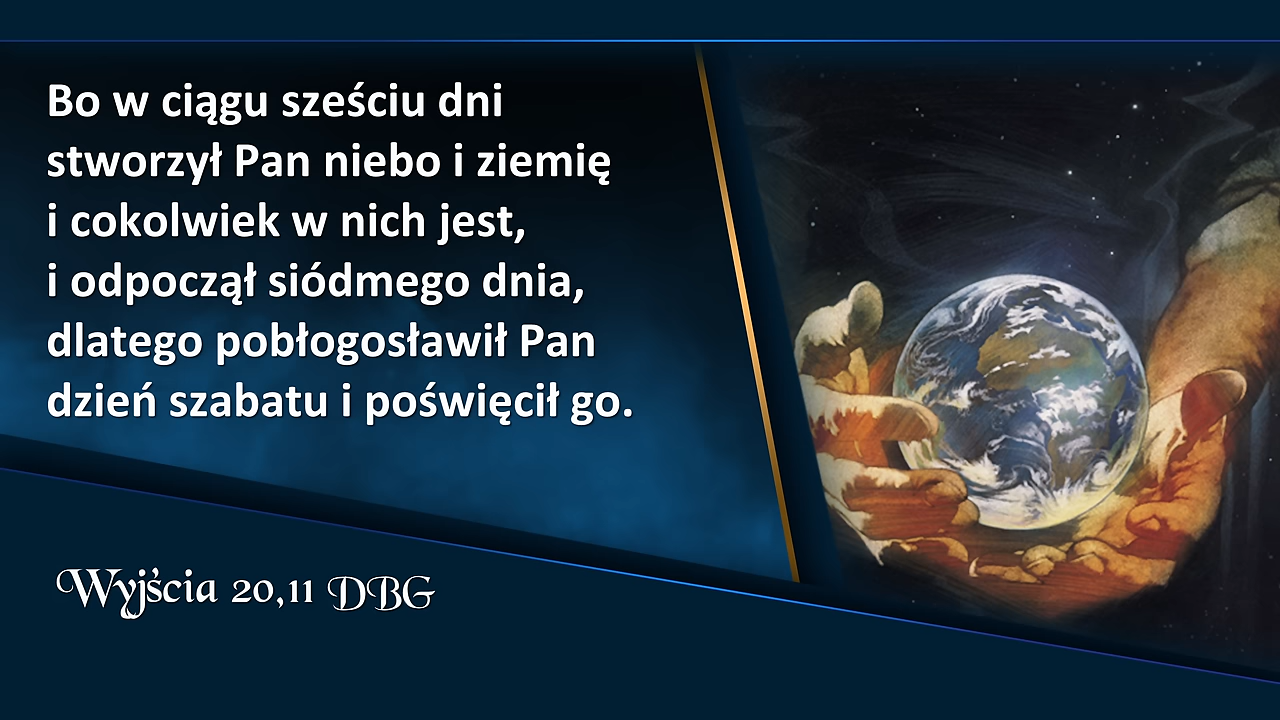 Bo w ciągu sześciu dni
stworzył Pan niebo i ziemię
i cokolwiek w nich jest,
i odpoczął siódmego dnia,
dlatego pobłogosławił Pan
dzień szabatu i poświęcił go.
Wyjścia 20,11 DBG